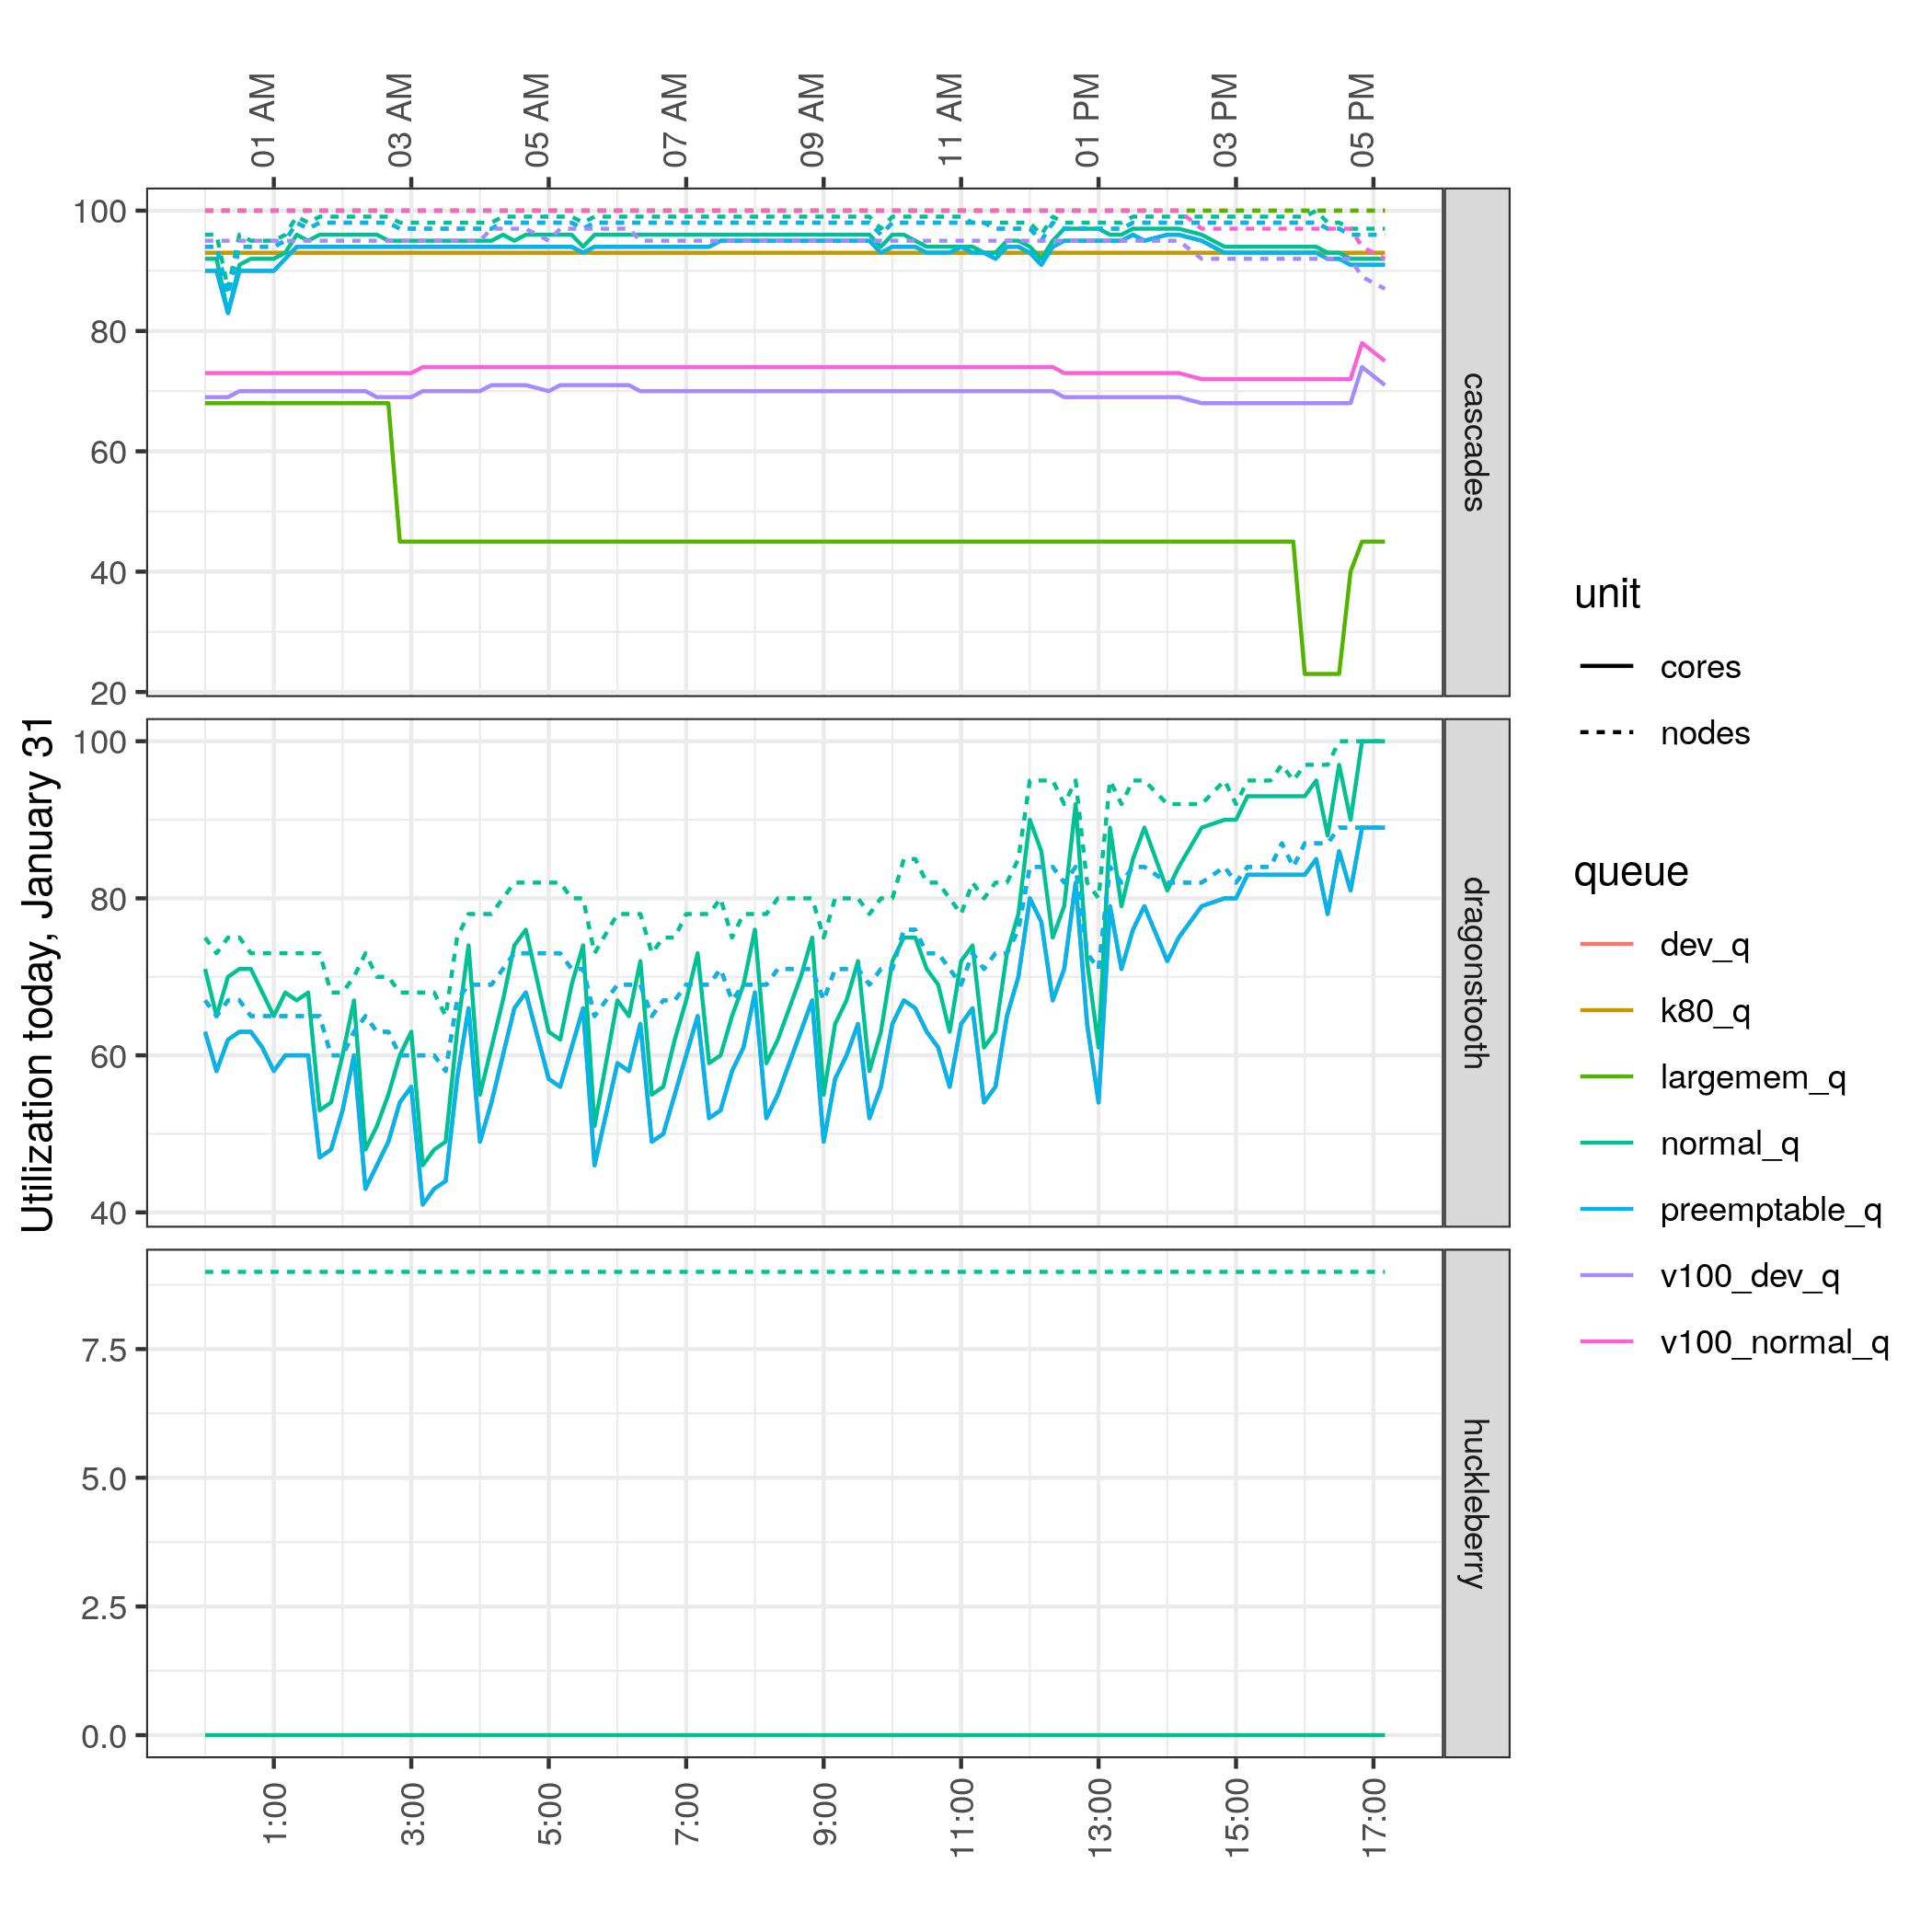 01 AM
03 AM
05 AM
07 AM
09 AM
11 AM
01 PM
03 PM
05 PM
Utilization today, January 31
100
80
60
40
20
cascades
100
80
60
40
dragonstooth
7.5
5.0
2.5
0.0
huckleberry
1:00
3:00
5:00
7:00
9:00
11:00
13:00
15:00
17:00
unit
cores
nodes
queue
dev_q
k80_q
largemem_q
normal_q
preemptable_q
v100_dev_q
v100_normal_q